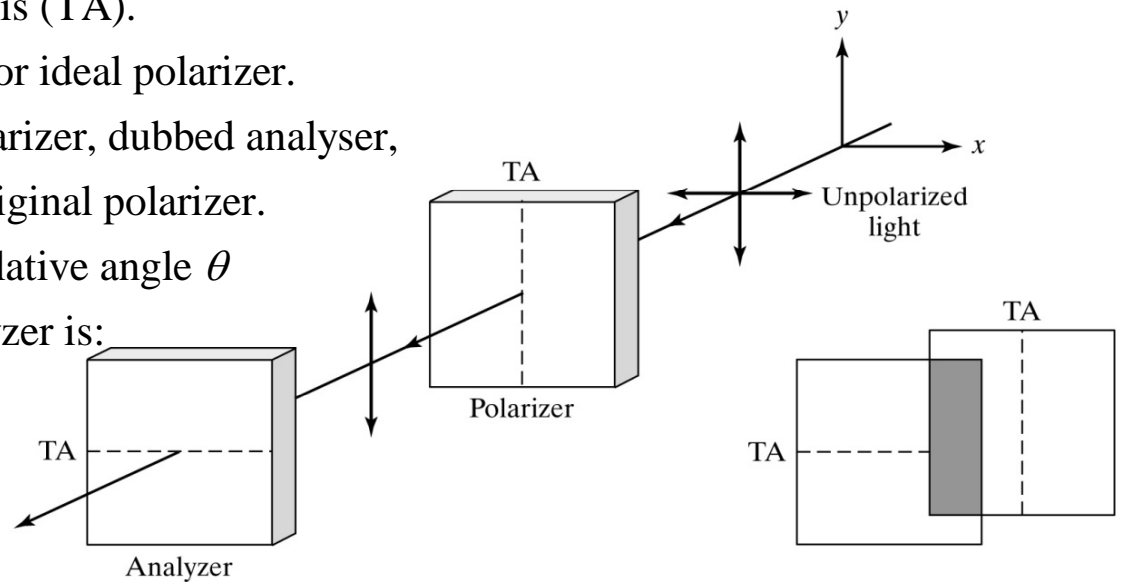 is (TA).
or ideal polarizer.
arizer, dubbed analyser,
iginal polarizer.
lative angle θ
yzer is:
y
x
Unpolarized
light
TA
Polarizer
TA
Analyzer
TA
TA